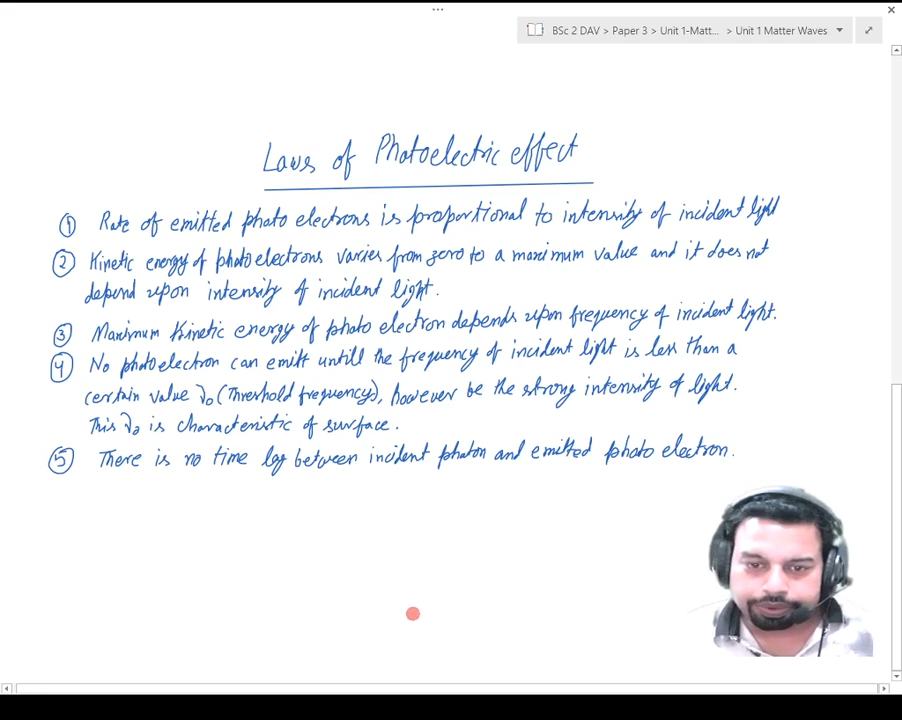 BSc 2 DAV > Paper 3 > Unit 1-Matt... > Unit 1 Matter Waves
Laws of Photoelectric effect
① Rate of emitted photo electrons is proportional to intensity of incident light
② Kinetic energy of photoelectrons varies from zero to a maximum value and it does not
depend upon intensity of incident light.
③ Maximum Kinetic energy of photo electron depends upon frequency of incident light.
④ No photoelectron can emitt untill the frequency of incident light is less than a
certain value ν₀ (Threshold frequency), however be the strong intensity of light.
This ν₀ is characteristic of surface.
⑤ There is no time lag between incident photon and emitted photo electron.